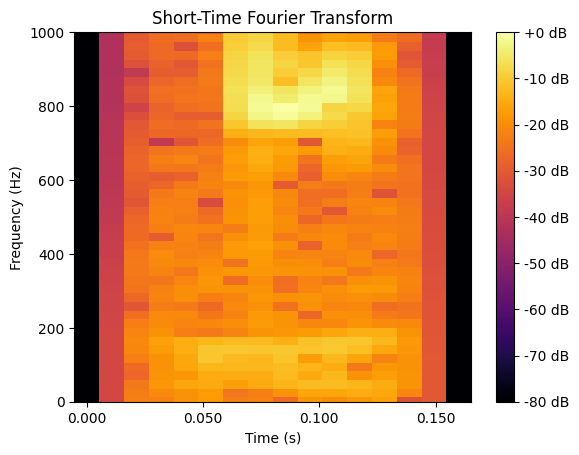 Short-Time Fourier Transform
1000
800
600
400
200
0
Frequency (Hz)
0.000
0.050
0.100
0.150
Time (s)
+0 dB
-10 dB
-20 dB
-30 dB
-40 dB
-50 dB
-60 dB
-70 dB
-80 dB